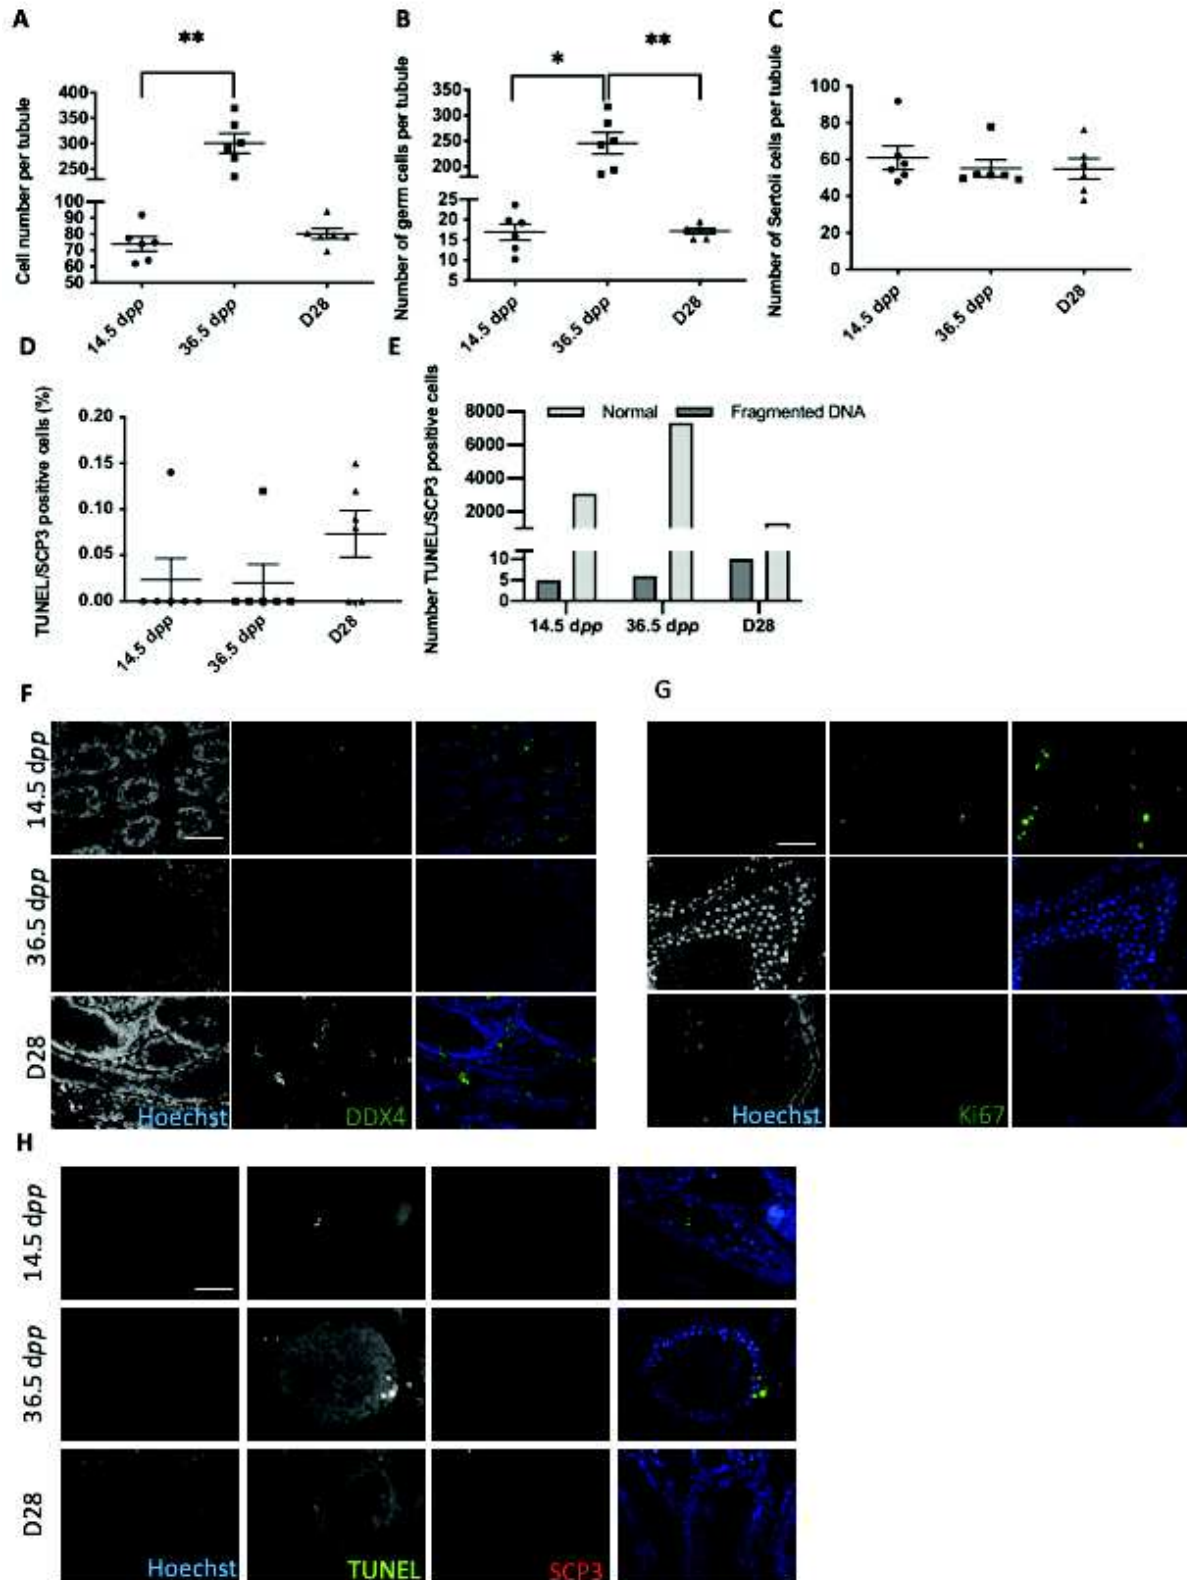 A
B
C
**
*
**
Cell number per tubule
400
350
300
250
100
90
80
70
60
50
14.5 dpp
36.5 dpp
D28
Number of germ cells per tubule
350
300
250
200
25
20
15
10
5
14.5 dpp
36.5 dpp
D28
Number of Sertoli cells per tubule
100
80
60
40
20
0
14.5 dpp
36.5 dpp
D28
D
E
TUNEL/SCP3 positive cells (%)
0.20
0.15
0.10
0.05
0.00
14.5 dpp
36.5 dpp
D28
Number TUNEL/SCP3 positive cells
8000
6000
4000
2000
10
5
0
Normal
Fragmented DNA
14.5 dpp
36.5 dpp
D28
F
G
14.5 dpp
36.5 dpp
D28
Hoechst
DDX4
Hoechst
Ki67
H
14.5 dpp
36.5 dpp
D28
Hoechst
TUNEL
SCP3